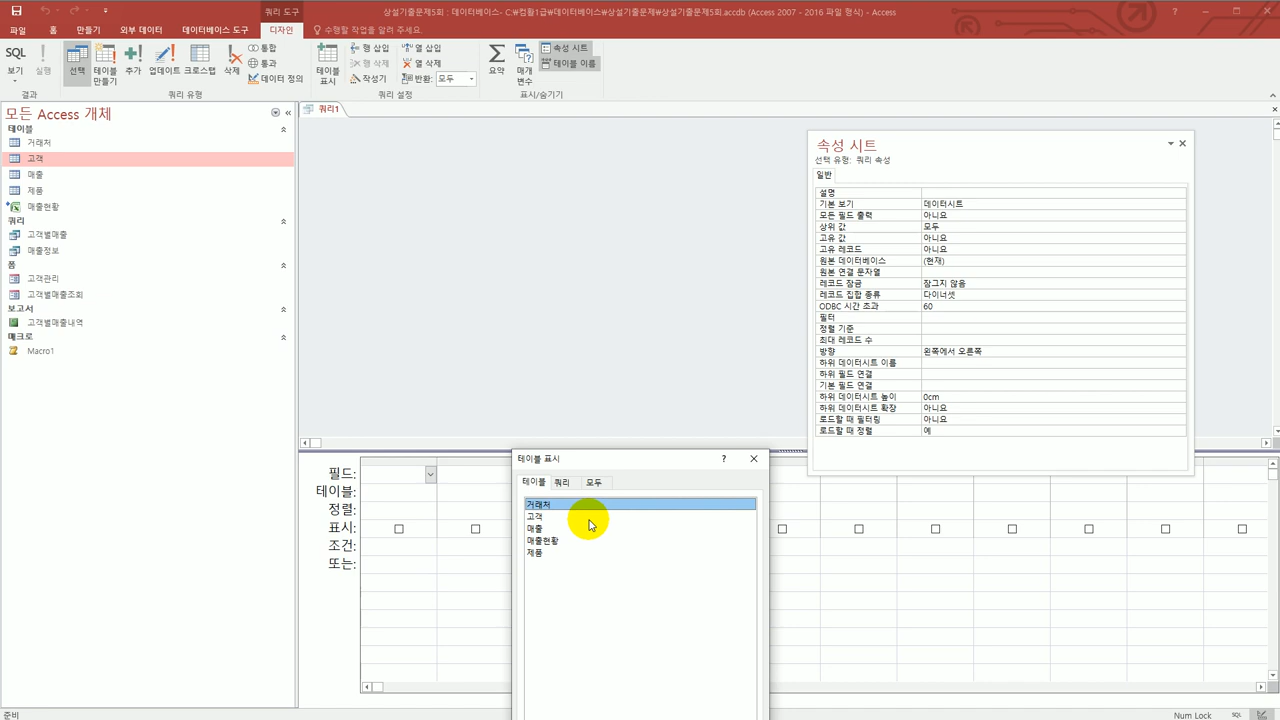 쿼리 도구
상설기출문제5회 : 데이터베이스- C:₩컴활1급₩데이터베이스₩상설기출문제₩상설기출문제5회.accdb (Access 2007 - 2016 파일 형식) - Access
파일 홈 만들기 외부 데이터 데이터베이스 도구 디자인 수행할 작업을 알려 주세요.
SQL
보기 실행
결과
선택 테이블 만들기 추가 업데이트 크로스탭 삭제
통합
통과
데이터 정의
쿼리 유형
테이블 표시
행 삽입
행 삭제
작성기
열 삽입
열 삭제
반환: 모두
쿼리 설정
요약 매개 변수
속성 시트
테이블 이름
표시/숨기기
모든 Access 개체
테이블
거래처
고객
매출
제품
매출현황
쿼리
고객별매출
매출정보
폼
고객관리
고객별매출조회
보고서
고객별매출내역
매크로
Macro1
쿼리1
속성 시트
선택 유형: 쿼리 속성
일반
설명
기본 보기 데이터시트
모든 필드 출력 아니요
상위 값 모두
고유 값 아니요
고유 레코드 아니요
원본 데이터베이스 (현재)
원본 연결 문자열
레코드 잠금 잠그지 않음
레코드 집합 종류 다이너셋
ODBC 시간 초과 60
필터
정렬 기준
최대 레코드 수
방향 왼쪽에서 오른쪽
하위 데이터시트 이름
하위 필드 연결
기본 필드 연결
하위 데이터시트 높이 0cm
하위 데이터시트 확장 아니요
로드할 때 필터링 아니요
로드할 때 정렬 예
필드:
테이블:
정렬:
표시:
조건:
또는:
테이블 표시
테이블 쿼리 모두
거래처
고객
매출
매출현황
제품
준비
Num Lock SQL